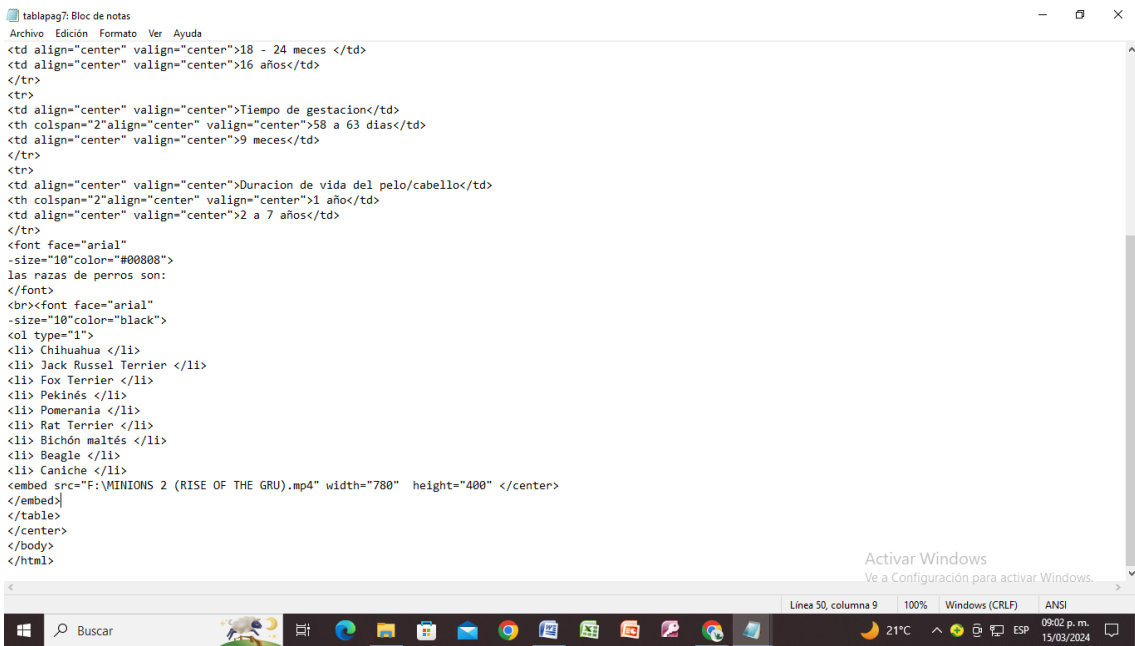 tablapag7: Bloc de notas
Archivo Edición Formato Ver Ayuda
<td align="center" valign="center">18 - 24 meces </td>
<td align="center" valign="center">16 años</td>
</tr>
<tr>
<td align="center" valign="center">Tiempo de gestacion</td>
<th colspan="2"align="center" valign="center">58 a 63 dias</td>
<td align="center" valign="center">9 meces</td>
</tr>
<tr>
<td align="center" valign="center">Duracion de vida del pelo/cabello</td>
<th colspan="2"align="center" valign="center">1 año</td>
<td align="center" valign="center">2 a 7 años</td>
</tr>
<font face="arial"
-size="10"color="#00808">
las razas de perros son:
</font>
<br><font face="arial"
-size="10"color="black">
<ol type="1">
<li> Chihuahua </li>
<li> Jack Russel Terrier </li>
<li> Fox Terrier </li>
<li> Pekinés </li>
<li> Pomerania </li>
<li> Rat Terrier </li>
<li> Bichón maltés </li>
<li> Beagle </li>
<li> Caniche </li>
<embed src="F:\MINIONS 2 (RISE OF THE GRU).mp4" width="780"  height="400" </center>
</embed>
</table>
</center>
</body>
</html>
Activar Windows
Ve a Configuración para activar Windows.
Línea 50, columna 9 100% Windows (CRLF) ANSI
Buscar
21°C ESP 09:02 p. m.
15/03/2024